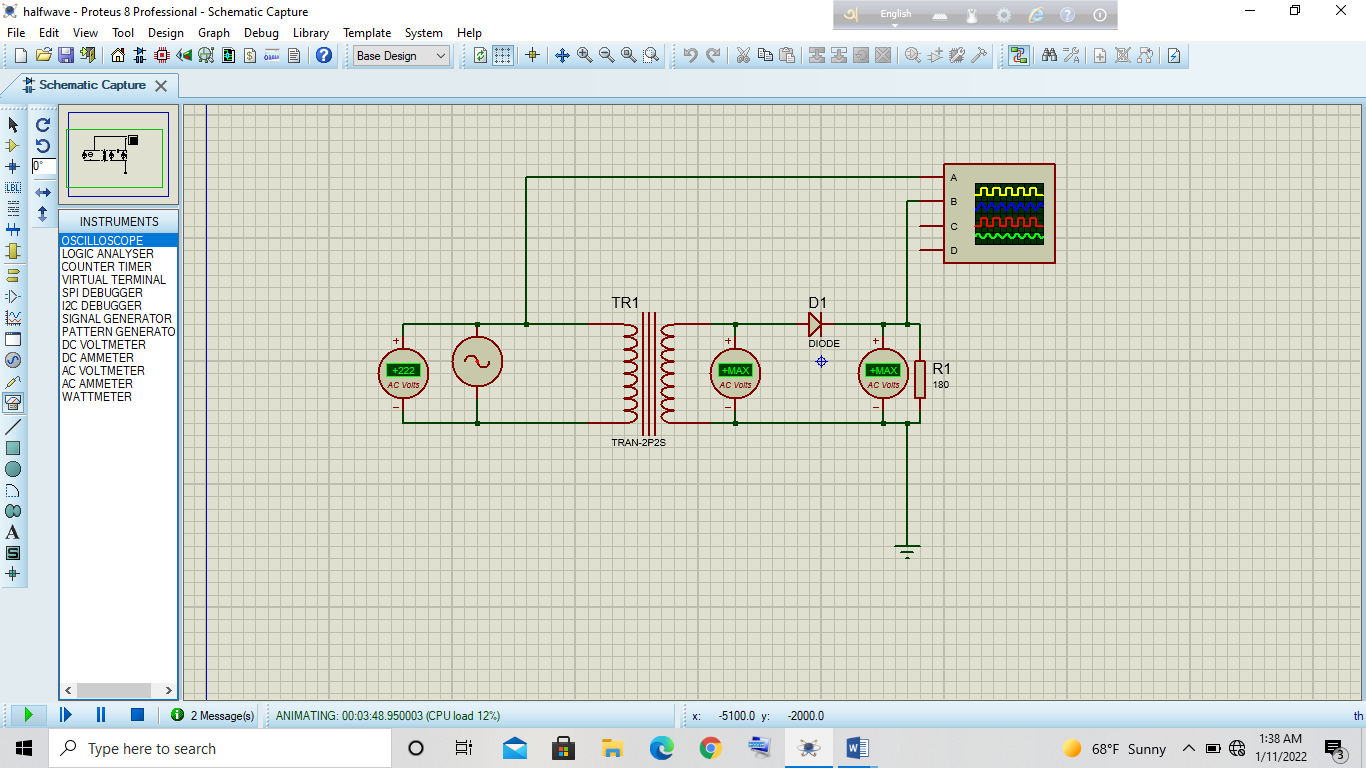 halfwave - Proteus 8 Professional - Schematic Capture
English
File Edit View Tool Design Graph Debug Library Template System Help
Base Design
Schematic Capture
0°
LBL
A
S
INSTRUMENTS
OSCILLOSCOPE
LOGIC ANALYSER
COUNTER TIMER
VIRTUAL TERMINAL
SPI DEBUGGER
I2C DEBUGGER
SIGNAL GENERATOR
PATTERN GENERATO
DC VOLTMETER
DC AMMETER
AC VOLTMETER
AC AMMETER
WATTMETER
A
B
C
D
TR1
D1
DIODE
+222
AC Volts
+MAX
AC Volts
+MAX
AC Volts
R1
180
TRAN-2P2S
2 Message(s)
ANIMATING: 00:03:48.950003 (CPU load 12%)
x: -5100.0 y: -2000.0 th
Type here to search
68°F Sunny
1:38 AM
1/11/2022
3